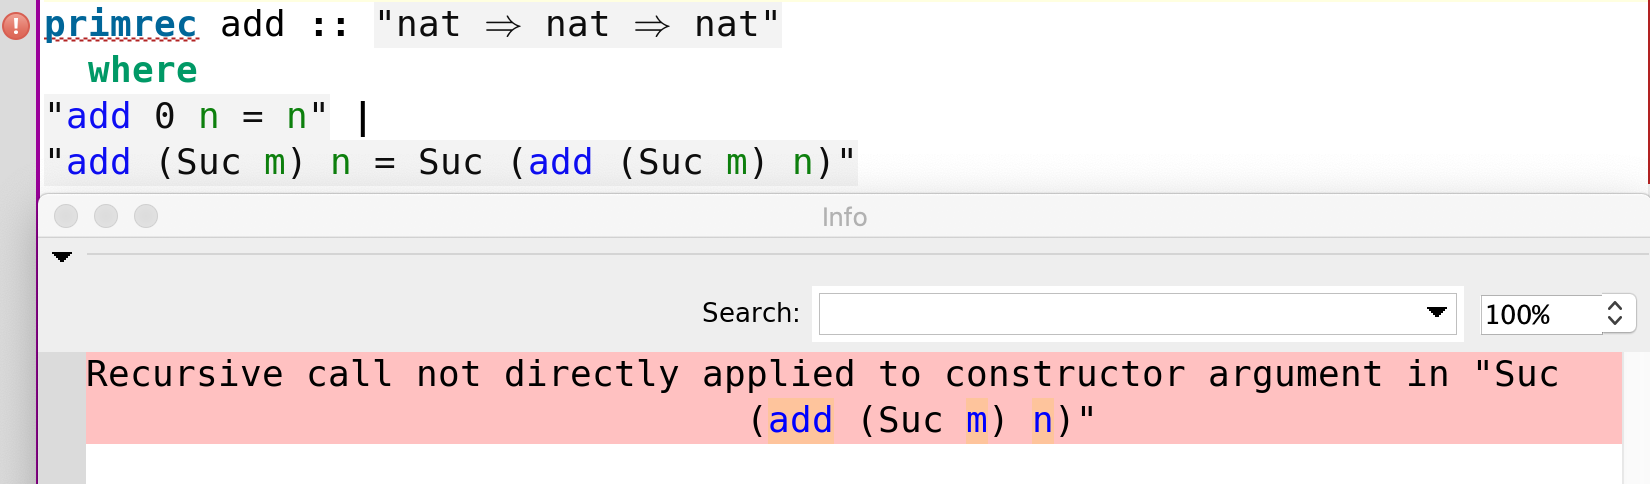 primrec add :: "nat ⇒ nat ⇒ nat"
where
"add 0 n = n" |
"add (Suc m) n = Suc (add (Suc m) n)"
Info
Search: 100%
Recursive call not directly applied to constructor argument in "Suc
(add (Suc m) n)"